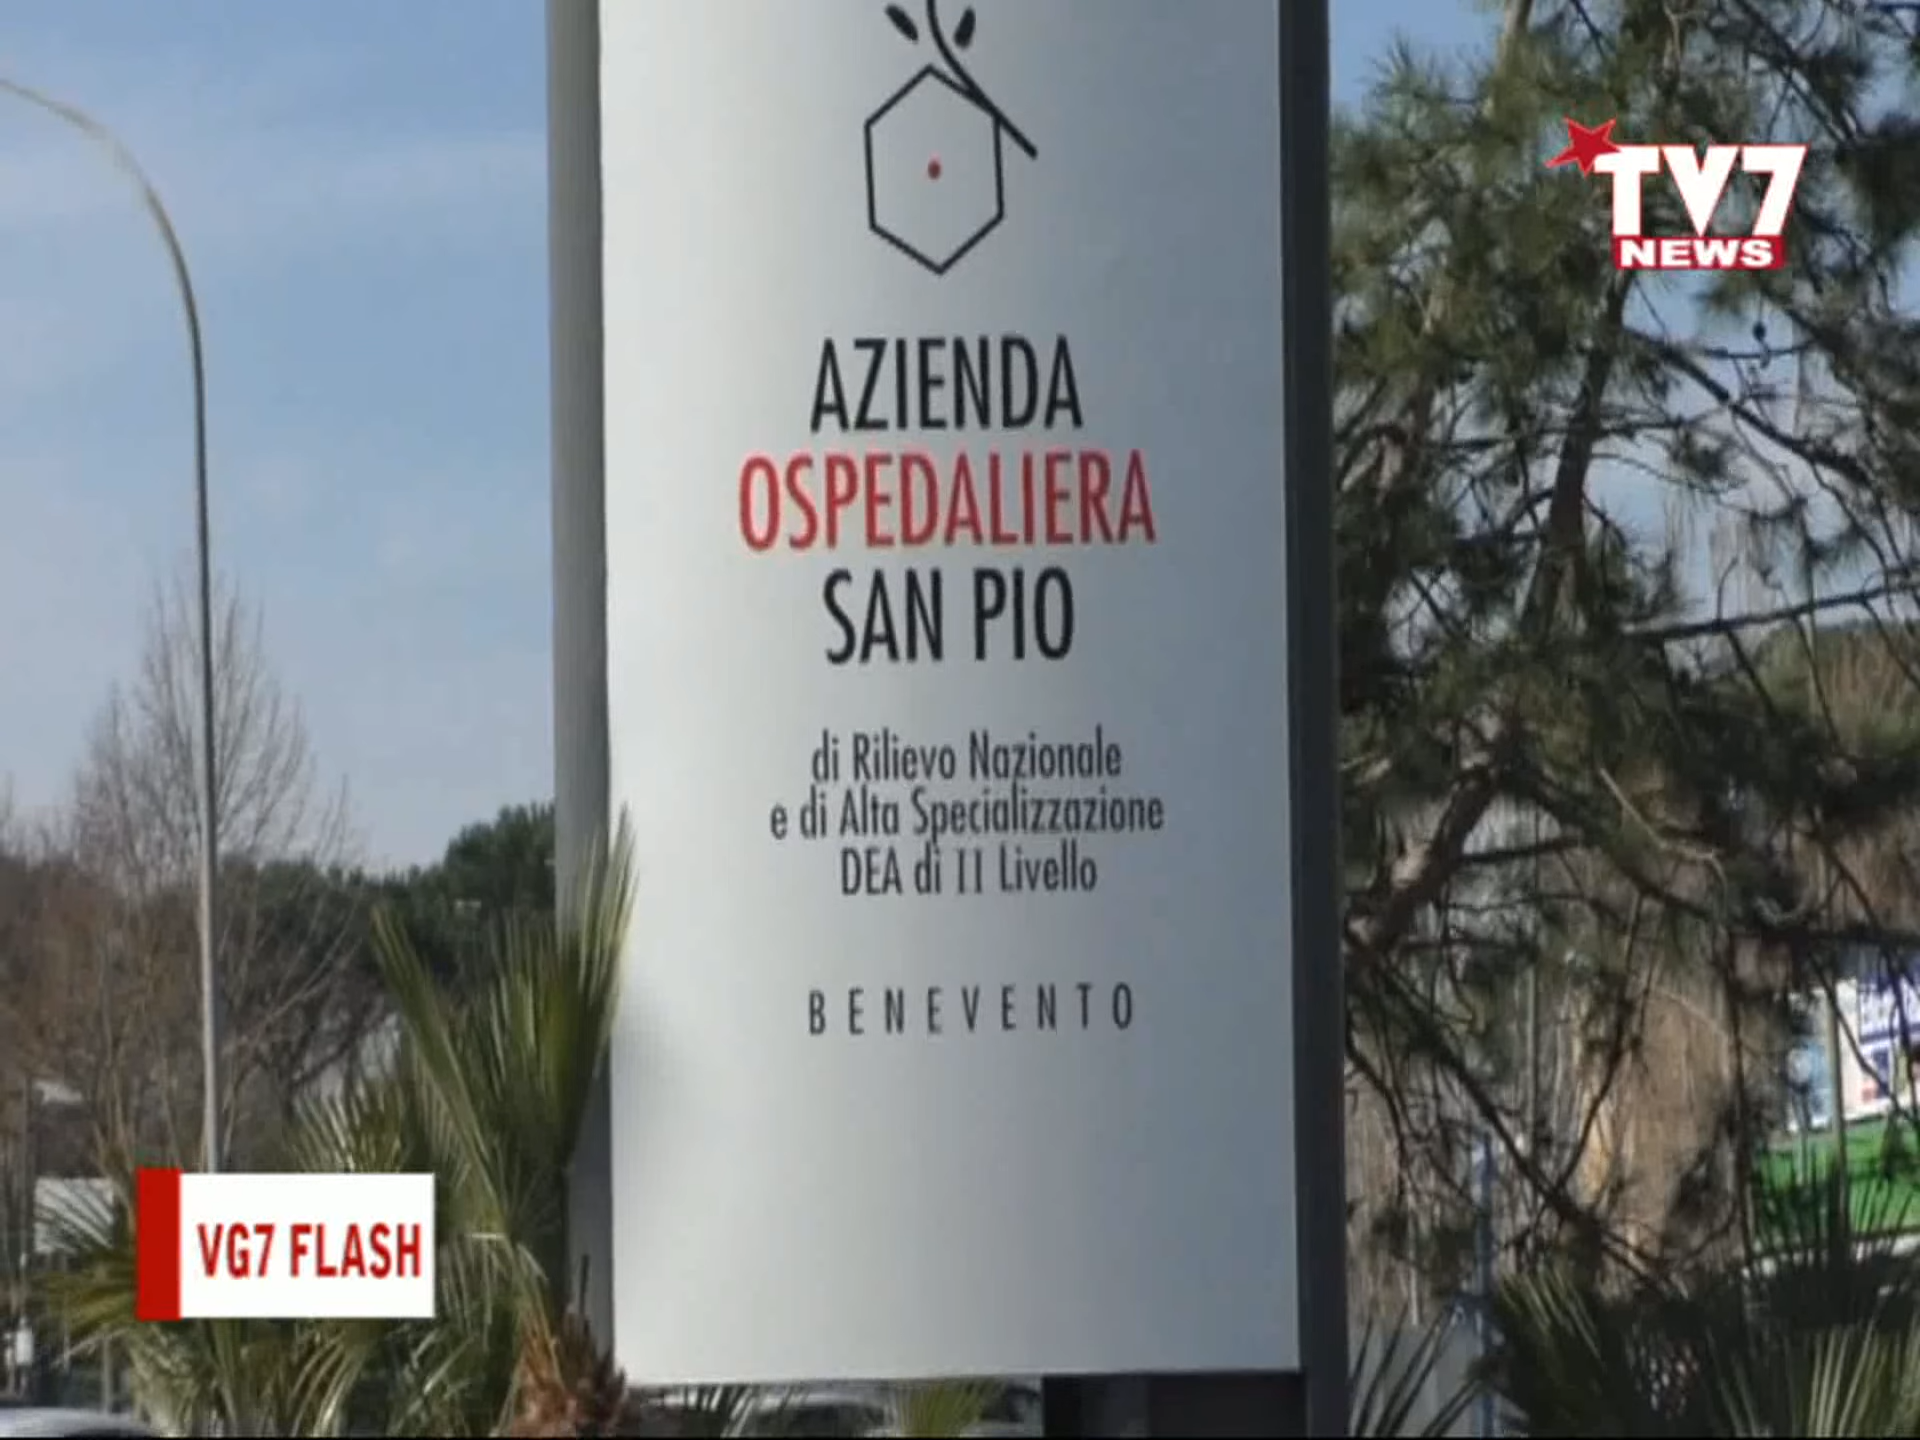 TV7
NEWS
AZIENDA
OSPEDALIERA
SAN PIO
di Rilievo Nazionale
e di Alta Specializzazione
DEA di II Livello
BENEVENTO
VG7 FLASH